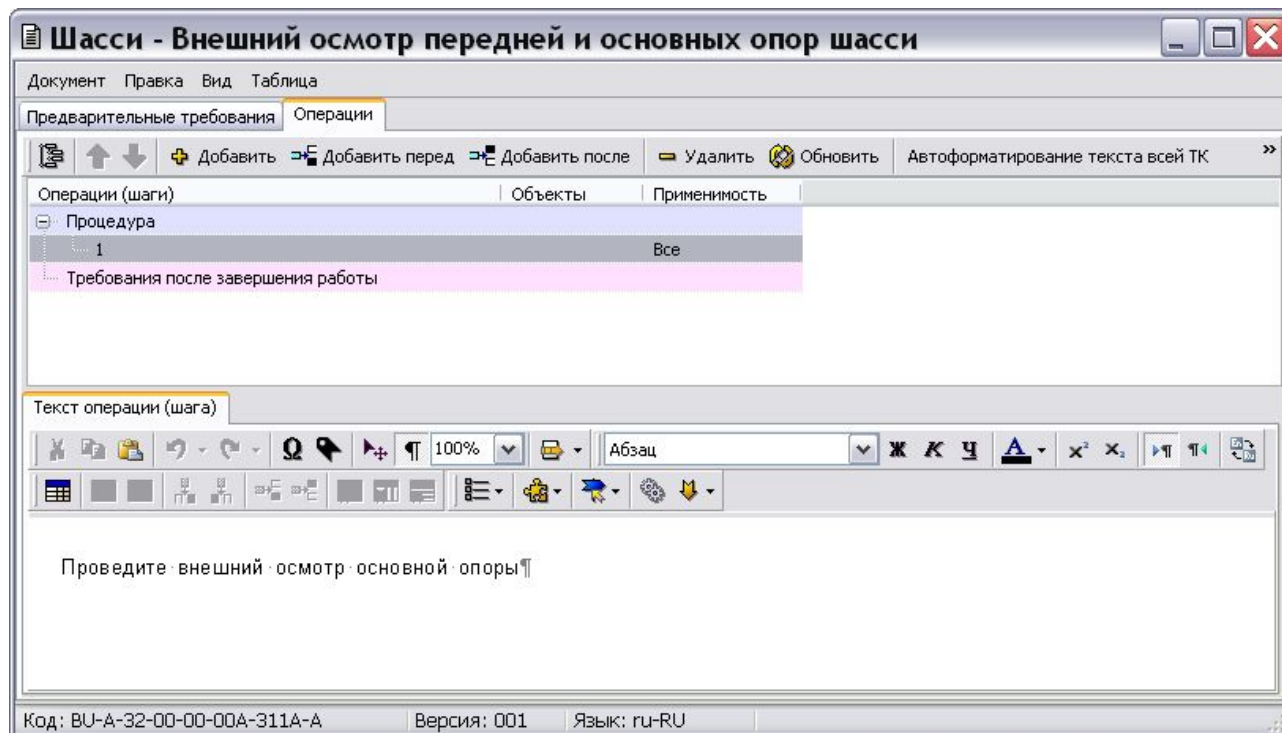 Шасси - Внешний осмотр передней и основных опор шасси
Документ Правка Вид Таблица
Предварительные требования Операции
Добавить Добавить перед Добавить после Удалить Обновить Автоформатирование текста всей ТК »
Операции (шаги) Объекты Применимость
Процедура
1 Все
Требования после завершения работы
Текст операции (шага)
Ω ¶ 100% Абзац Ж К Ч A x² x₂ ¶ ¶
Проведите·внешний·осмотр·основной·опоры¶
Код: BU-A-32-00-00-00A-311A-A Версия: 001 Язык: ru-RU